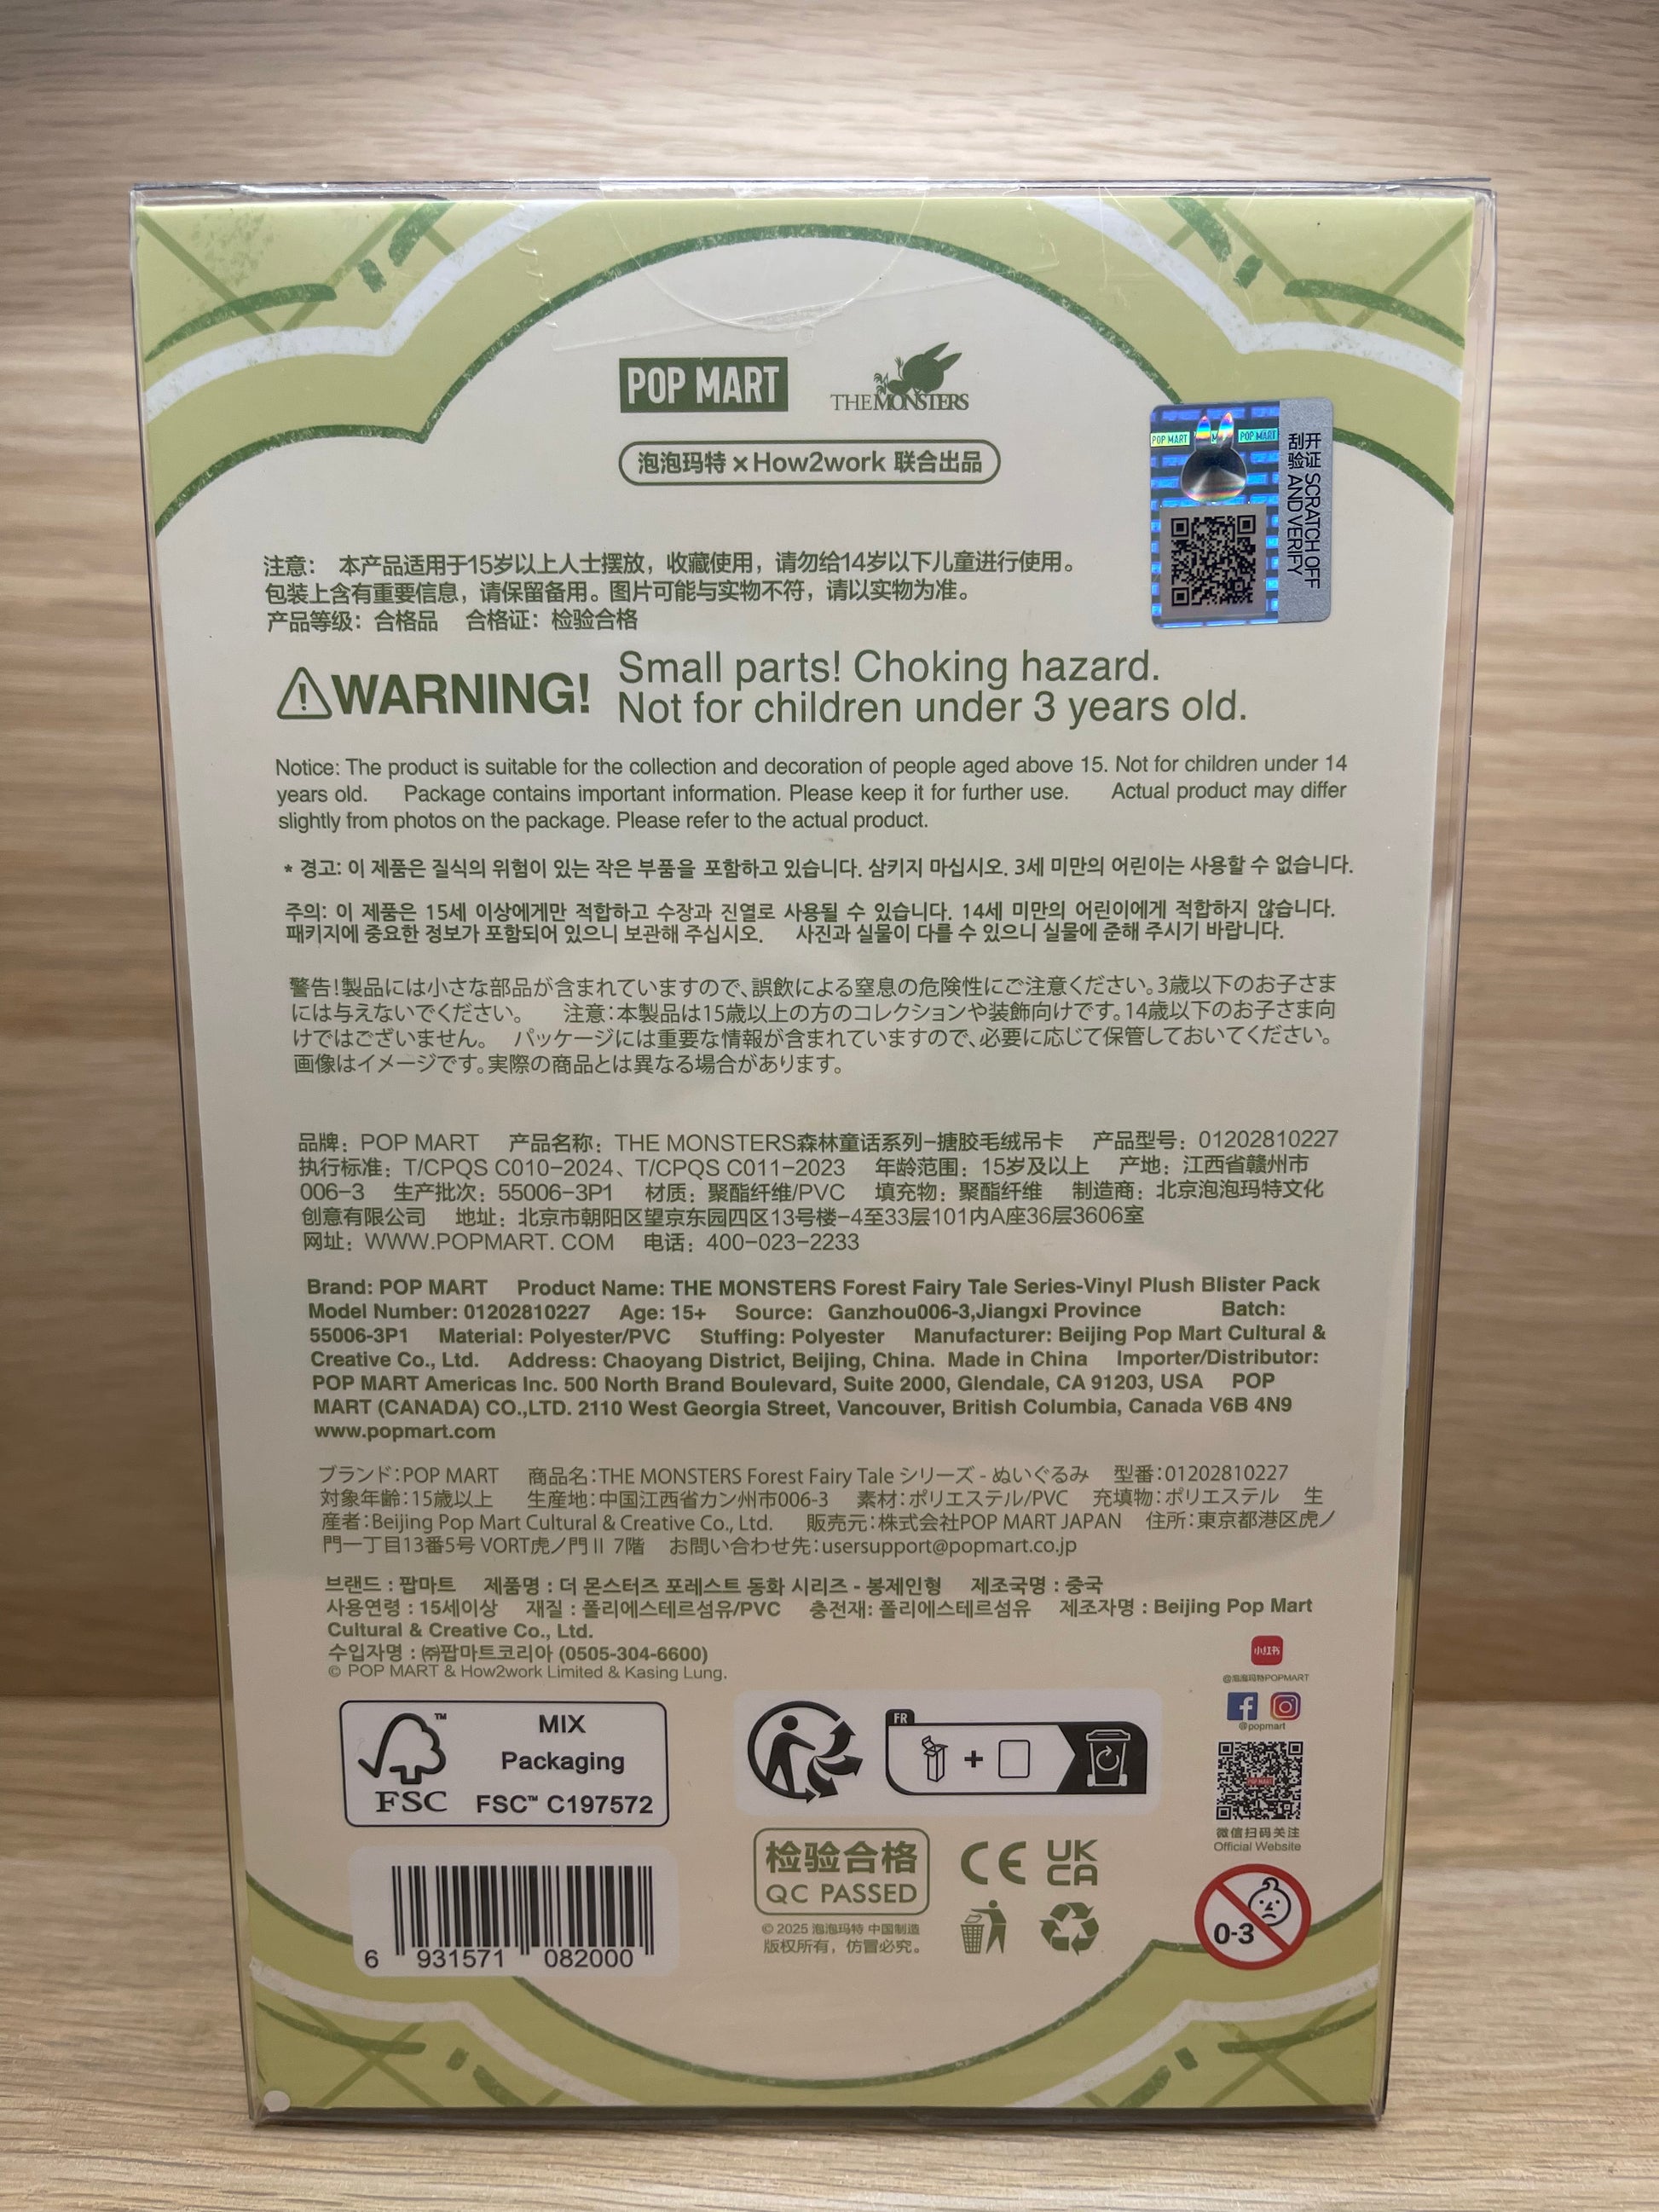 POP MART
THE MONSTERS
泡泡玛特 × How2work 联合出品
POP MART
POP MART
刮开验证 SCRATCH OFF AND VERIFY
注意： 本产品适用于15岁以上人士摆放，收藏使用，请勿给14岁以下儿童进行使用。
包装上含有重要信息，请保留备用。图片可能与实物不符，请以实物为准。
产品等级：合格品 合格证：检验合格
WARNING! Small parts! Choking hazard.
Not for children under 3 years old.
Notice: The product is suitable for the collection and decoration of people aged above 15. Not for children under 14
years old. Package contains important information. Please keep it for further use. Actual product may differ
slightly from photos on the package. Please refer to the actual product.
* 경고: 이 제품은 질식의 위험이 있는 작은 부품을 포함하고 있습니다. 삼키지 마십시오. 3세 미만의 어린이는 사용할 수 없습니다.
주의: 이 제품은 15세 이상에게만 적합하고 수장과 진열로 사용될 수 있습니다. 14세 미만의 어린이에게 적합하지 않습니다.
패키지에 중요한 정보가 포함되어 있으니 보관해 주십시오. 사진과 실물이 다를 수 있으니 실물에 준해 주시기 바랍니다.
警告!製品には小さな部品が含まれていますので、誤飲による窒息の危険性にご注意ください。3歳以下のお子さま
には与えないでください。 注意:本製品は15歳以上の方のコレクションや装飾向けです。14歳以下のお子さま向
けではございません。 パッケージには重要な情報が含まれていますので、必要に応じて保管しておいてください。
画像はイメージです。実際の商品とは異なる場合があります。
品牌：POP MART 产品名称：THE MONSTERS森林童话系列-搪胶毛绒吊卡 产品型号：01202810227
执行标准：T/CPQS C010-2024、T/CPQS C011-2023 年龄范围：15岁及以上 产地：江西省赣州市
006-3 生产批次：55006-3P1 材质：聚酯纤维/PVC 填充物：聚酯纤维 制造商：北京泡泡玛特文化
创意有限公司 地址：北京市朝阳区望京东园四区13号楼-4至33层101内A座36层3606室
网址：WWW.POPMART. COM 电话：400-023-2233
Brand: POP MART Product Name: THE MONSTERS Forest Fairy Tale Series-Vinyl Plush Blister Pack
Model Number: 01202810227 Age: 15+ Source: Ganzhou006-3,Jiangxi Province Batch:
55006-3P1 Material: Polyester/PVC Stuffing: Polyester Manufacturer: Beijing Pop Mart Cultural &
Creative Co., Ltd. Address: Chaoyang District, Beijing, China. Made in China Importer/Distributor:
POP MART Americas Inc. 500 North Brand Boulevard, Suite 2000, Glendale, CA 91203, USA POP
MART (CANADA) CO.,LTD. 2110 West Georgia Street, Vancouver, British Columbia, Canada V6B 4N9
www.popmart.com
ブランド:POP MART 商品名:THE MONSTERS Forest Fairy Tale シリーズ - ぬいぐるみ 型番:01202810227
対象年齢:15歳以上 生産地:中国江西省カン州市006-3 素材:ポリエステル/PVC 充填物:ポリエステル 生
産者:Beijing Pop Mart Cultural & Creative Co., Ltd. 販売元:株式会社POP MART JAPAN 住所:東京都港区虎ノ
門一丁目13番5号 VORT虎ノ門Ⅱ 7階 お問い合わせ先:usersupport@popmart.co.jp
브랜드 : 팝마트 제품명 : 더 몬스터즈 포레스트 동화 시리즈 - 봉제인형 제조국명 : 중국
사용연령 : 15세이상 재질 : 폴리에스테르섬유/PVC 충전재: 폴리에스테르섬유 제조자명 : Beijing Pop Mart
Cultural & Creative Co., Ltd.
수입자명 : ㈜팝마트코리아 (0505-304-6600)
© POP MART & How2work Limited & Kasing Lung.
小红书
@泡泡玛特POPMART
@popmart
POP MART
微信扫码关注
Official Website
FSC™
MIX
Packaging
FSC™ C197572
FR
检验合格
QC PASSED
© 2025 泡泡玛特 中国制造
版权所有，仿冒必究。
CE
UK
CA
0-3
6 931571 082000